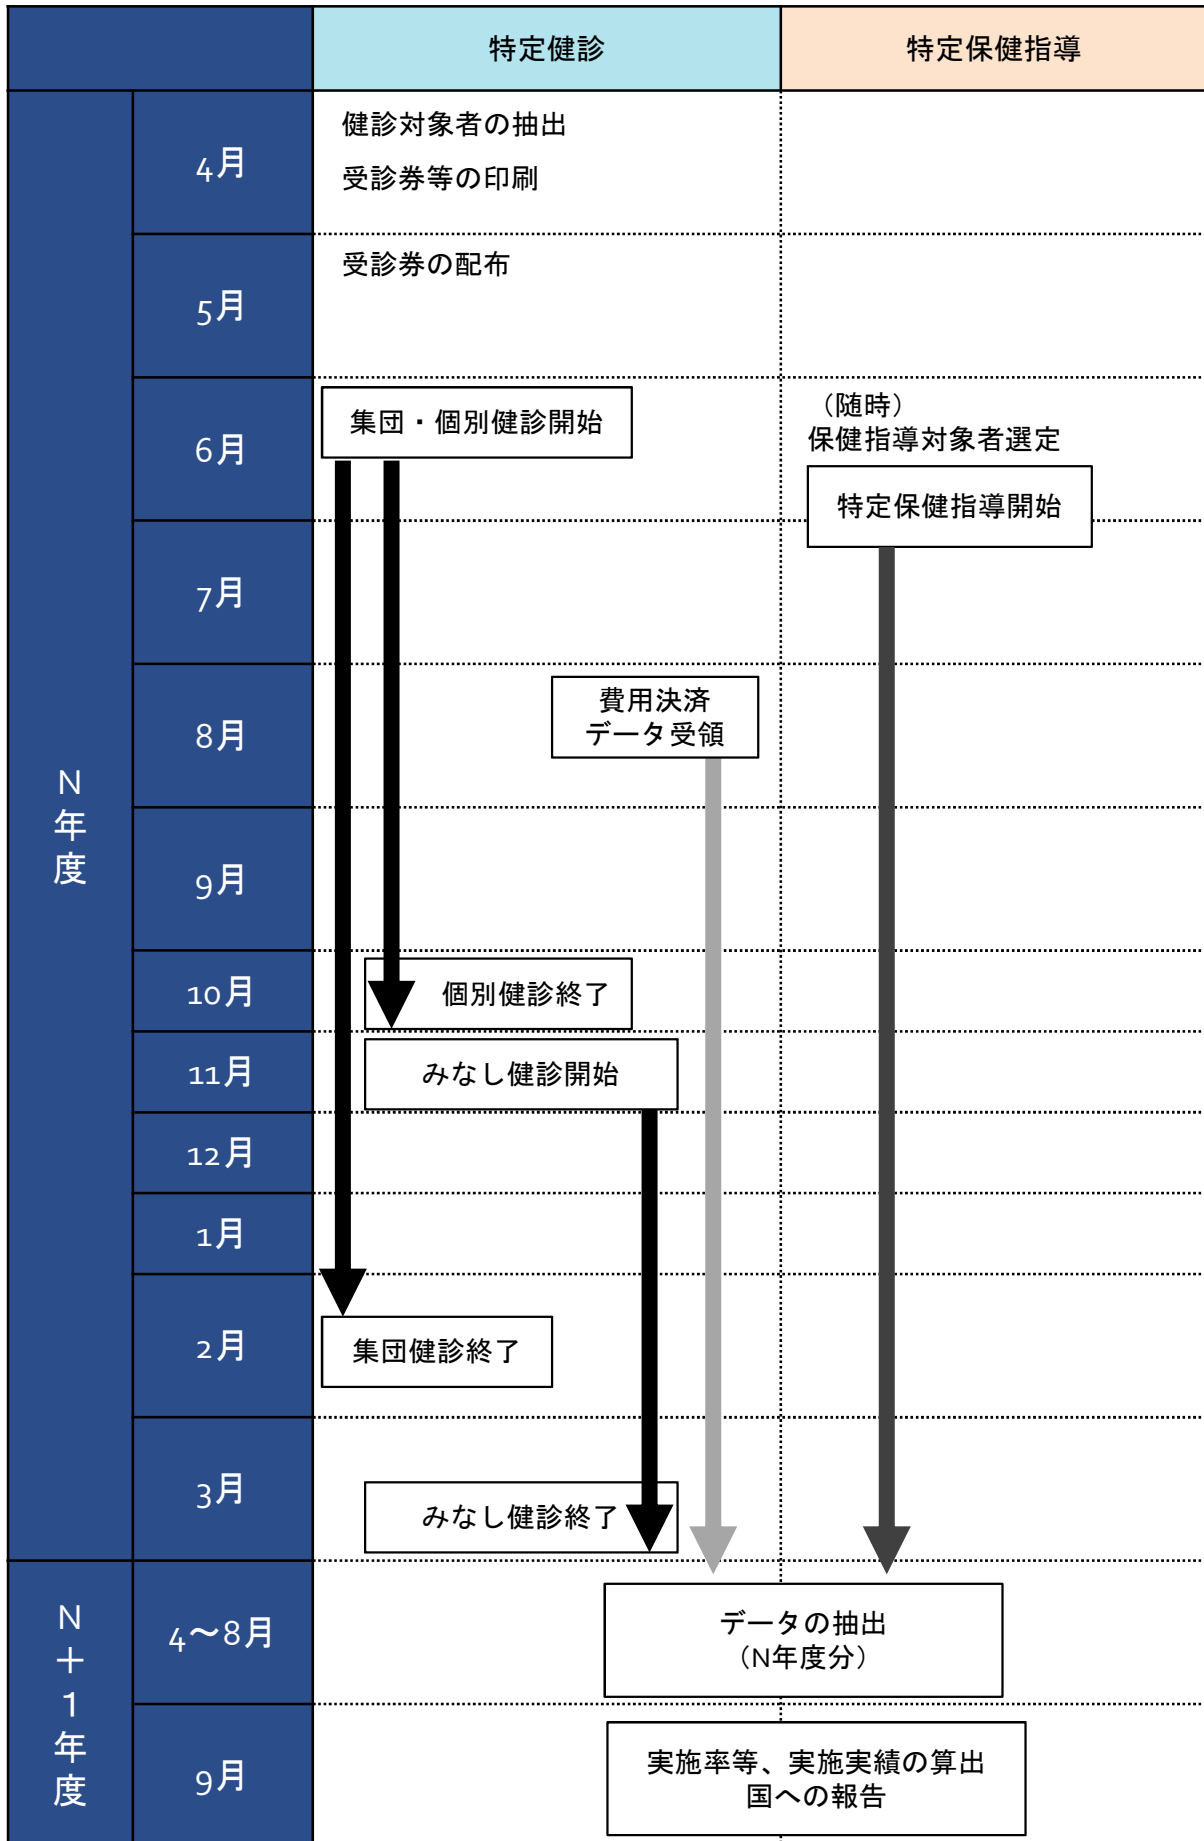 特定健診
特定保健指導
N年度
4月
健診対象者の抽出
受診券等の印刷
5月
受診券の配布
6月
集団・個別健診開始
（随時）
保健指導対象者選定
特定保健指導開始
7月
8月
費用決済
データ受領
9月
10月
個別健診終了
11月
みなし健診開始
12月
1月
2月
集団健診終了
3月
みなし健診終了
N＋１年度
4～8月
データの抽出
（N年度分）
9月
実施率等、実施実績の算出
国への報告